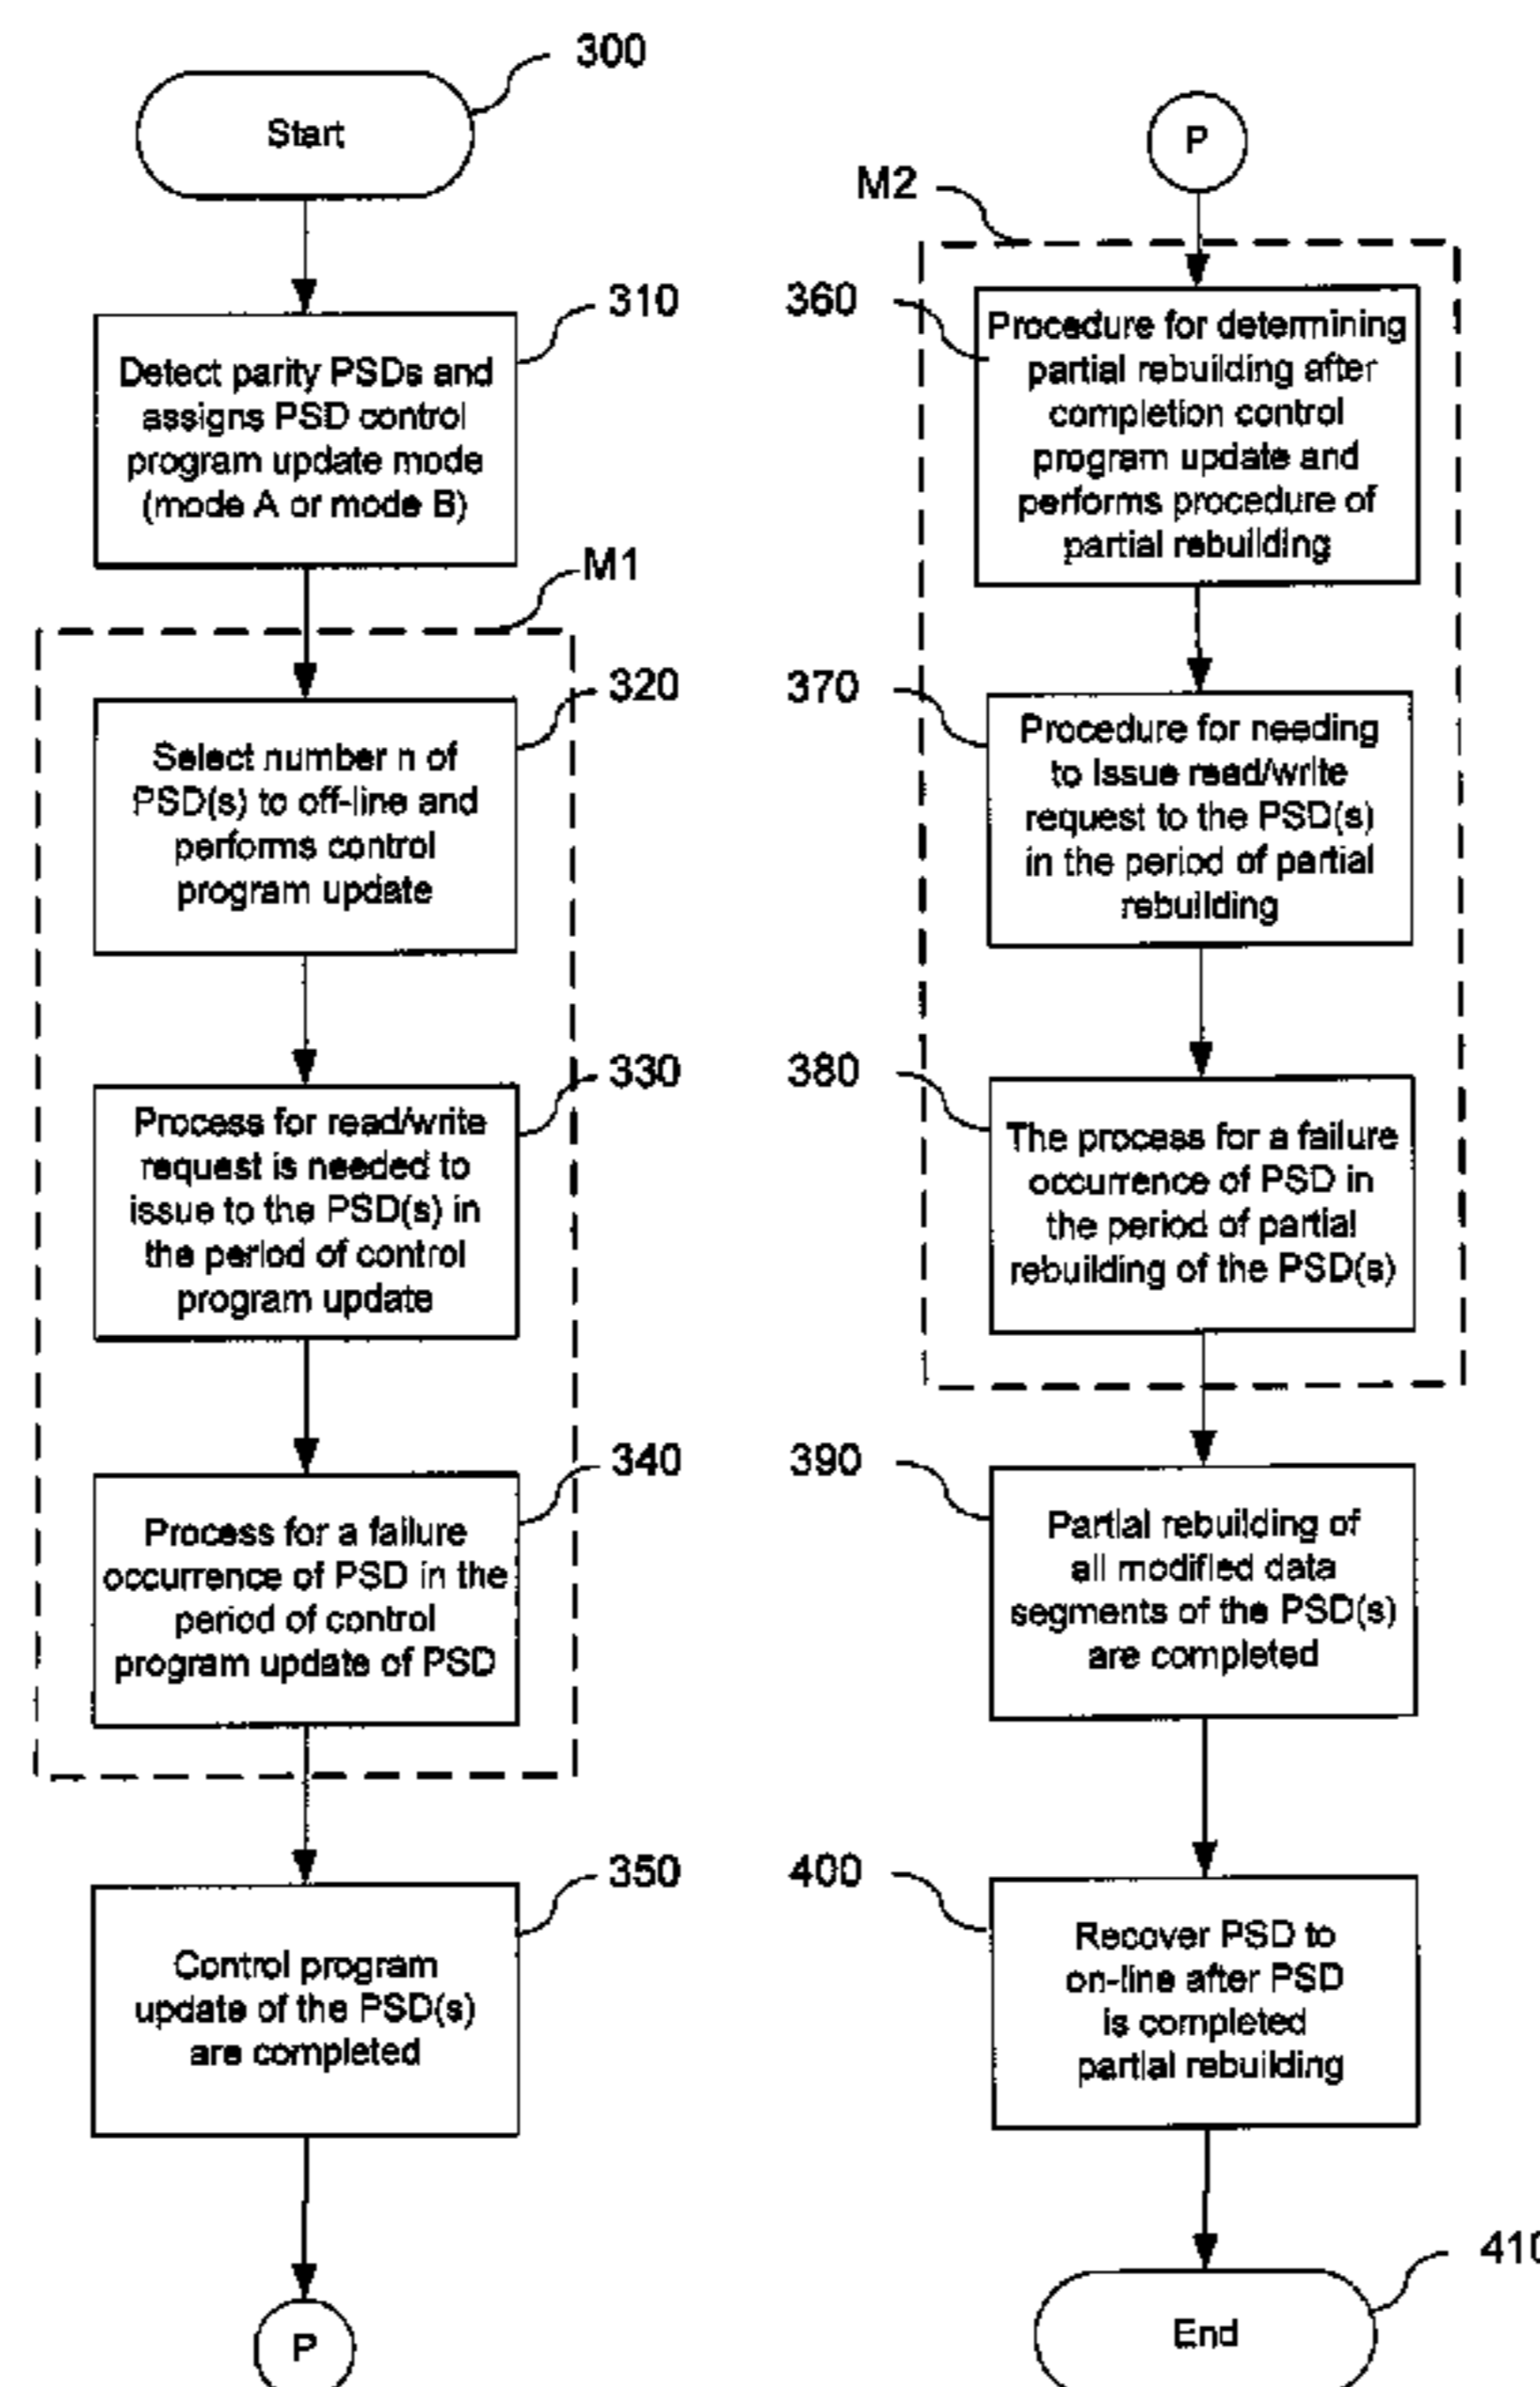 300
Start
310
Detect parity PSDs and
assigns PSD control
program update mode
(mode A or mode B)
M1
320
Select number n of
PSD(s) to off-line and
performs control
program update
330
Process for read/write
request is needed to
issue to the PSD(s) in
the period of control
program update
340
Process for a failure
occurrence of PSD in the
period of control
program update of PSD
350
Control program
update of the PSD(s)
are completed
P
P
M2
360
Procedure for determining
partial rebuilding after
completion control
program update and
performs procedure of
partial rebuilding
370
Procedure for needing
to issue read/write
request to the PSD(s)
in the period of partial
rebuilding
380
The process for a failure
occurrence of PSD in
the period of partial
rebuilding of the PSD(s)
390
Partial rebuilding of
all modified data
segments of the PSD(s)
are completed
400
Recover PSD to
on-line after PSD
is completed
partial rebuilding
410
End